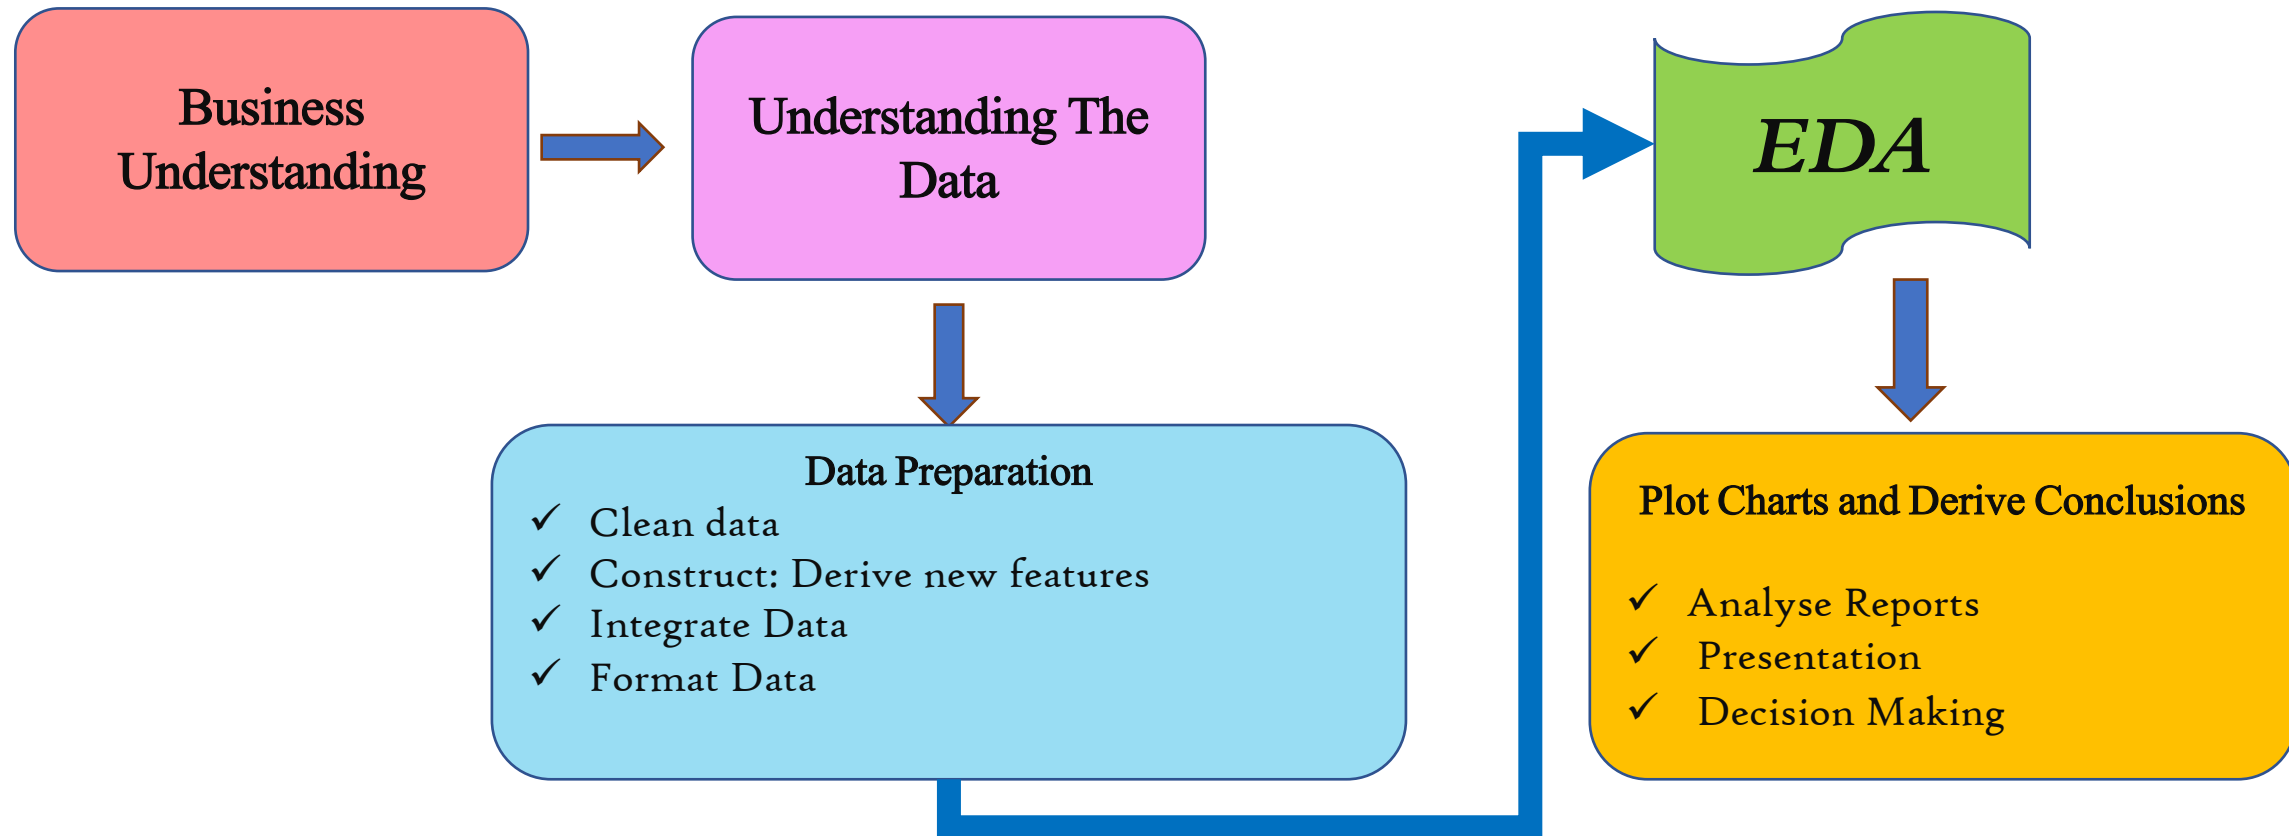 Business
Understanding
Understanding The
Data
Data Preparation
✓ Clean data
✓ Construct: Derive new features
✓ Integrate Data
✓ Format Data
EDA
Plot Charts and Derive Conclusions
✓ Analyse Reports
✓ Presentation
✓ Decision Making